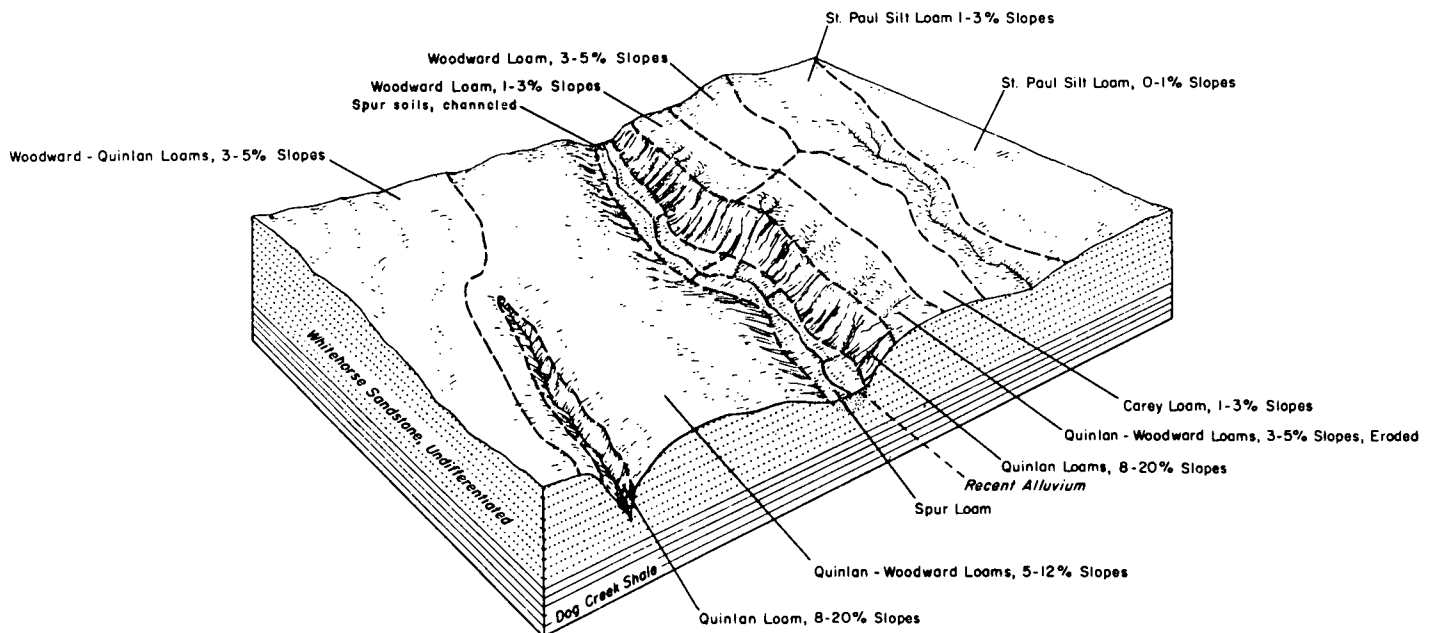 St. Paul Silt Loam 1-3% Slopes
Woodward Loam, 3-5% Slopes
St. Paul Silt Loam, 0-1% Slopes
Woodward Loam, 1-3% Slopes
Spur soils, channeled
Woodward - Quinlan Loams, 3-5% Slopes
Whitehorse Sandstone, Undifferentiated
Carey Loam, 1-3% Slopes
Quinlan - Woodward Loams, 3-5% Slopes, Eroded
Quinlan Loams, 8-20% Slopes
Recent Alluvium
Spur Loam
Quinlan - Woodward Loams, 5-12% Slopes
Dog Creek Shale
Quinlan Loam, 8-20% Slopes